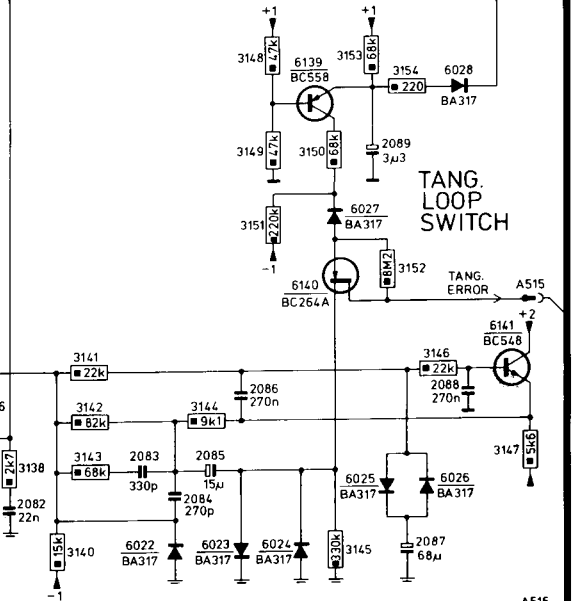 +1
+1
3148 47k
6139
BC558
3153 68k
3154
220
6028
BA317
3149 47k
3150 68k
2089
3µ3
TANG.
LOOP
SWITCH
3151 220k
6027
BA317
-1
8M2 3152
6140
BC264A
TANG.
ERROR
A515
+2
6141
BC548
3141
22k
3146
22k
2086
270n
2088
270n
6
3142
82k
3144
9k1
3147 5k6
3143
68k
2083
330p
2085
15µ
2k7 3138
2084
270p
6025
BA317
6026
BA317
2082
22n
15k 3140
6022
BA317
6023
BA317
6024
BA317
330k 3145
2087
68µ
-1